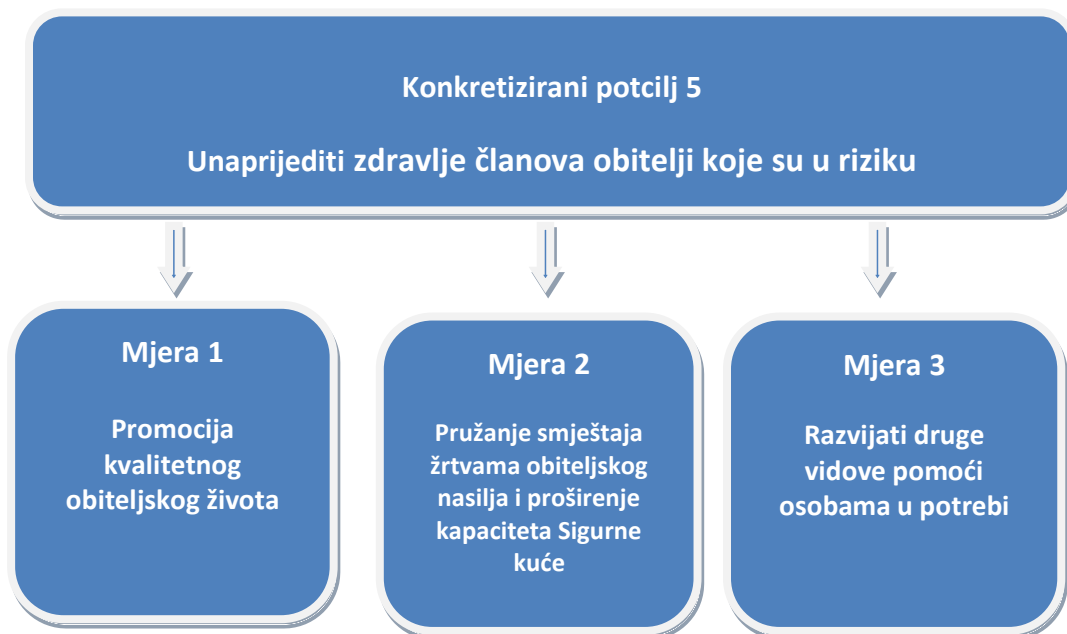 Konkretizirani potcilj 5
Unaprijediti zdravlje članova obitelji koje su u riziku
Mjera 1
Promocija
kvalitetnog
obiteljskog života
Mjera 2
Pružanje smještaja
žrtvama obiteljskog
nasilja i proširenje
kapaciteta Sigurne
kuće
Mjera 3
Razvijati druge
vidove pomoći
osobama u potrebi